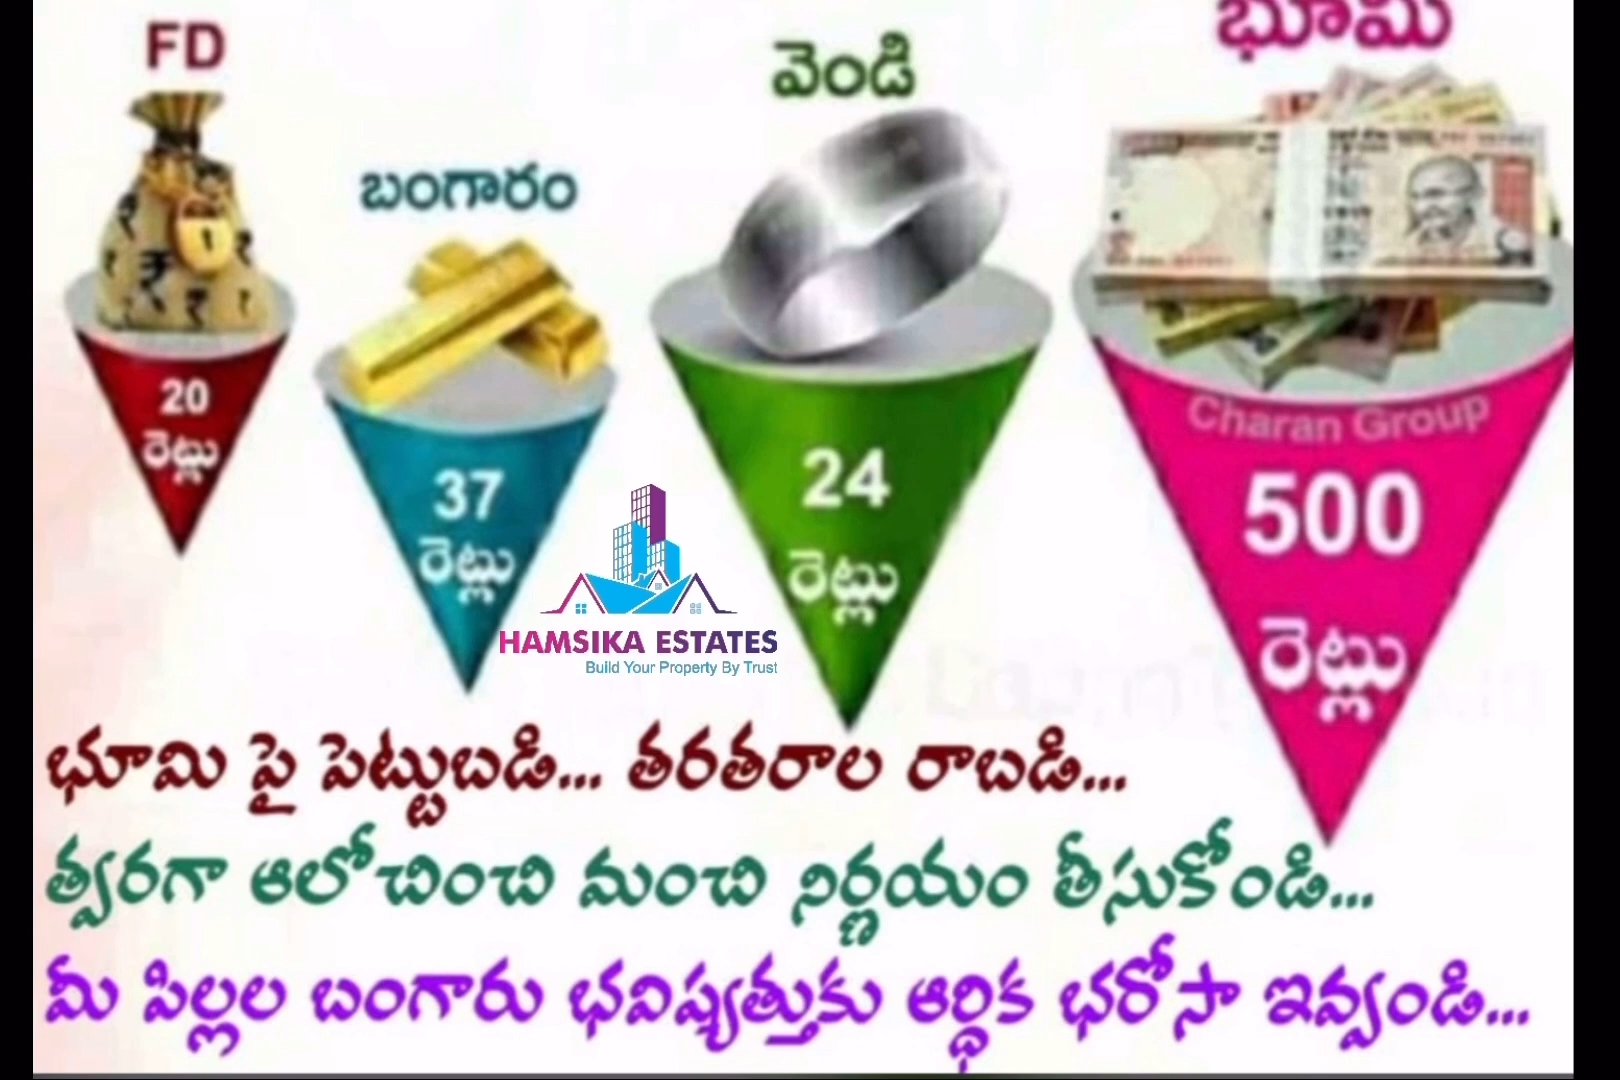 FD
బంగారం
వెండి
భూమి
20
రెట్లు
37
రెట్లు
24
రెట్లు
Charan Group
500
రెట్లు
HAMSIKA ESTATES
Build Your Property By Trust
భూమి పై పెట్టుబడి... తరతరాల రాబడి...
త్వరగా ఆలోచించి మంచి నిర్ణయం తీసుకోండి...
మీ పిల్లల బంగారు భవిష్యత్తుకు ఆర్ధిక భరోసా ఇవ్వండి...